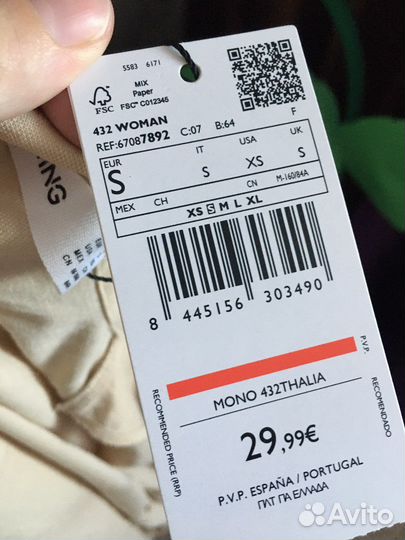 5583 6171
MIX
Paper
FSC® C012345
FSC
432 WOMAN
REF:67087892 C:07 B:64 F
EUR IT USA UK
S S XS S
MEX CH CN M-160/84A
XS S M L XL
8 445156 303490
P.V.P.
RECOMMENDED PRICE (RRP)
RECOMENDADO
MONO 432THALIA
29,99€
P.V.P. ESPAÑA / PORTUGAL
ΠΛΤ ΓΙΑ ΕΛΛΑΔΑ
Avito